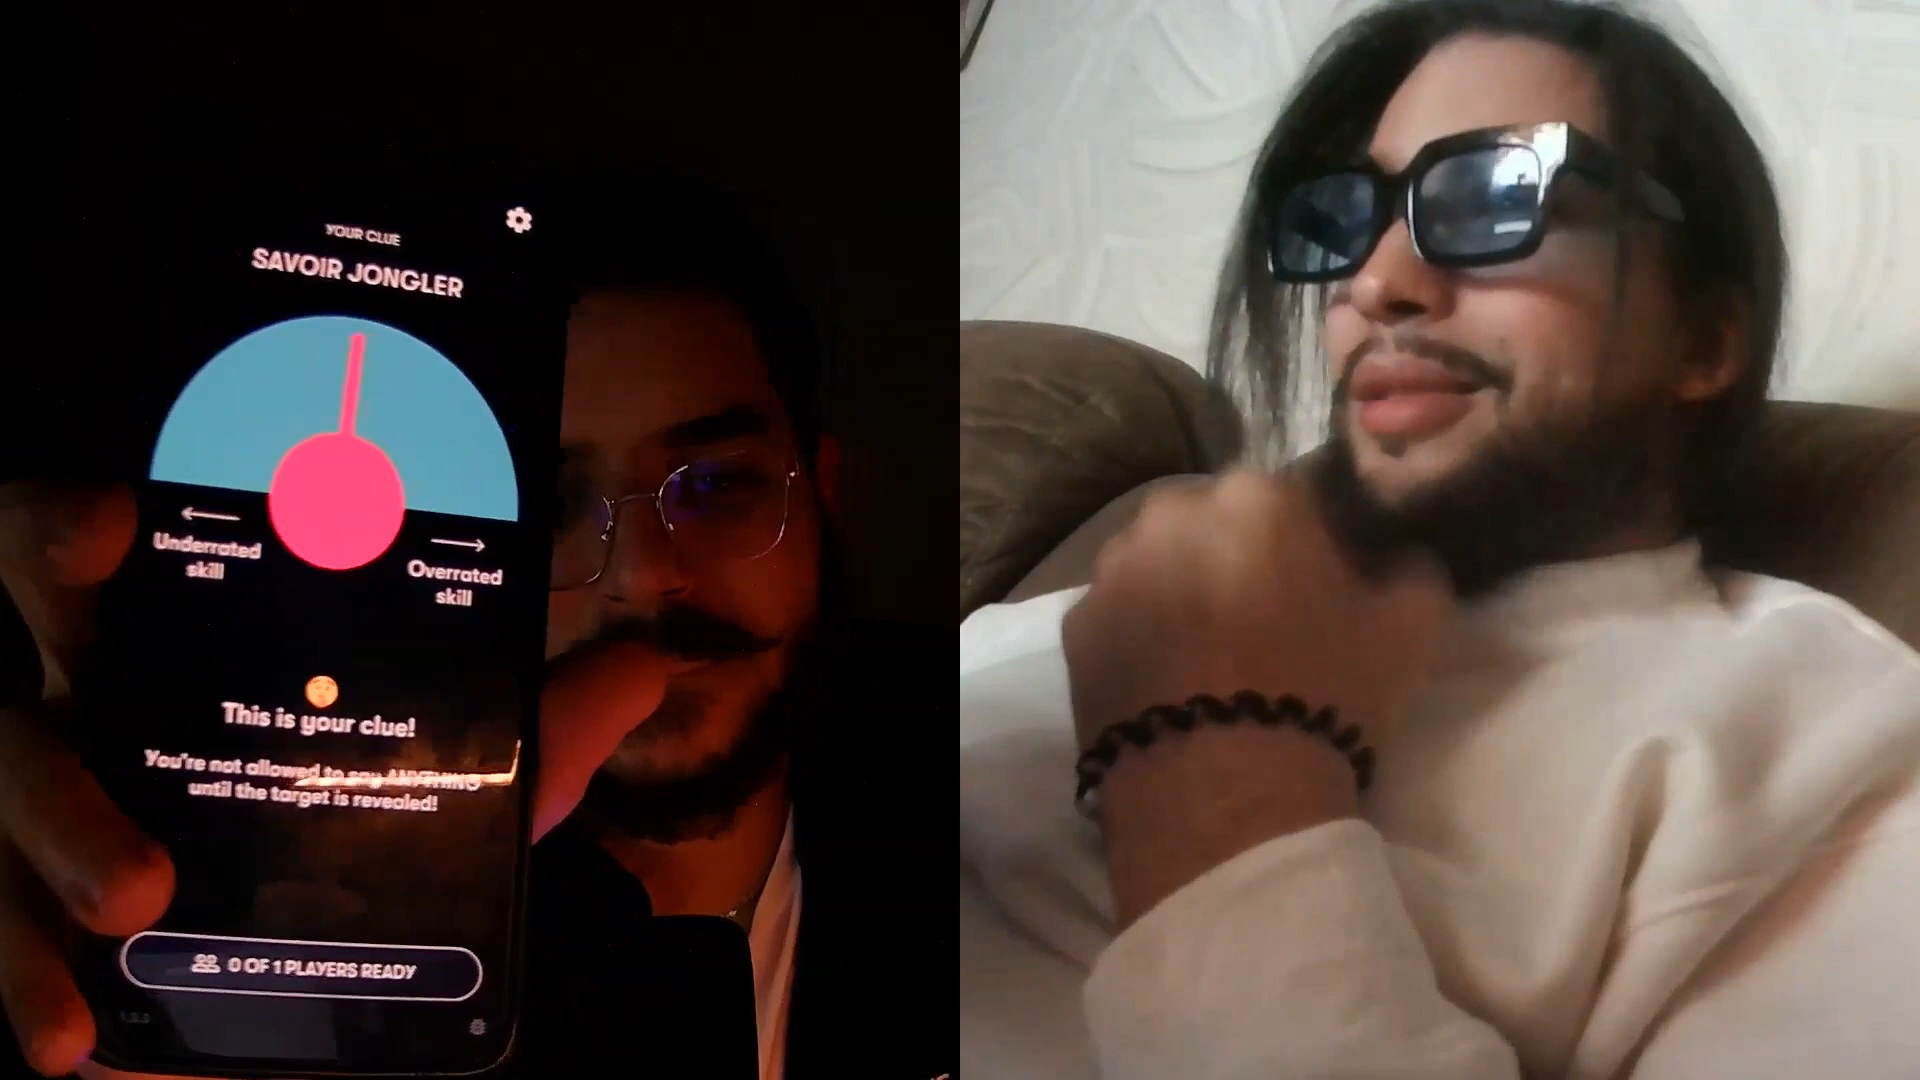 YOUR CLUE
SAVOIR JONGLER
Underrated
skill
Overrated
skill
This is your clue!
You're not allowed to say ANYTHING
until the target is revealed!
0 OF 1 PLAYERS READY